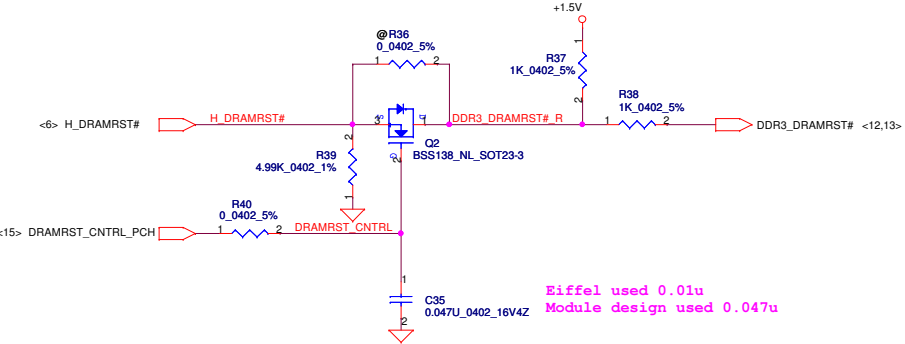 +1.5V
@R36
0_0402_5%
1
2
R37
1K_0402_5%
1
2
R38
1K_0402_5%
1
2
<6> H_DRAMRST#
H_DRAMRST#
3
S
D
1
G
2
DDR3_DRAMRST#_R
DDR3_DRAMRST# <12,13>
Q2
BSS138_NL_SOT23-3
R39
4.99K_0402_1%
2
1
R40
0_0402_5%
<15> DRAMRST_CNTRL_PCH
1
2
DRAMRST_CNTRL
1
C35
0.047U_0402_16V4Z
2
Eiffel used 0.01u
Module design used 0.047u